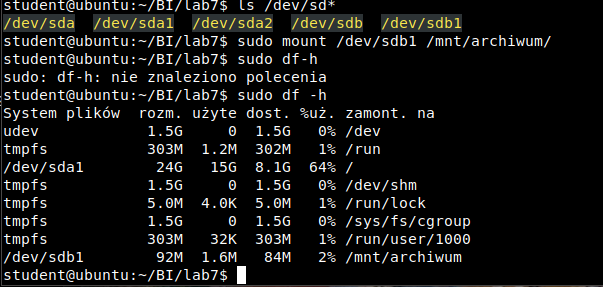 student@ubuntu:~/BI/lab7$ ls /dev/sd*
/dev/sda  /dev/sda1  /dev/sda2  /dev/sdb  /dev/sdb1
student@ubuntu:~/BI/lab7$ sudo mount /dev/sdb1 /mnt/archiwum/
student@ubuntu:~/BI/lab7$ sudo df-h
sudo: df-h: nie znaleziono polecenia
student@ubuntu:~/BI/lab7$ sudo df -h
System plików  rozm. użyte dost. %uż. zamont. na
udev            1.5G     0  1.5G   0% /dev
tmpfs           303M  1.2M  302M   1% /run
/dev/sda1        24G   15G  8.1G  64% /
tmpfs           1.5G     0  1.5G   0% /dev/shm
tmpfs           5.0M  4.0K  5.0M   1% /run/lock
tmpfs           1.5G     0  1.5G   0% /sys/fs/cgroup
tmpfs           303M   32K  303M   1% /run/user/1000
/dev/sdb1        92M  1.6M   84M   2% /mnt/archiwum
student@ubuntu:~/BI/lab7$